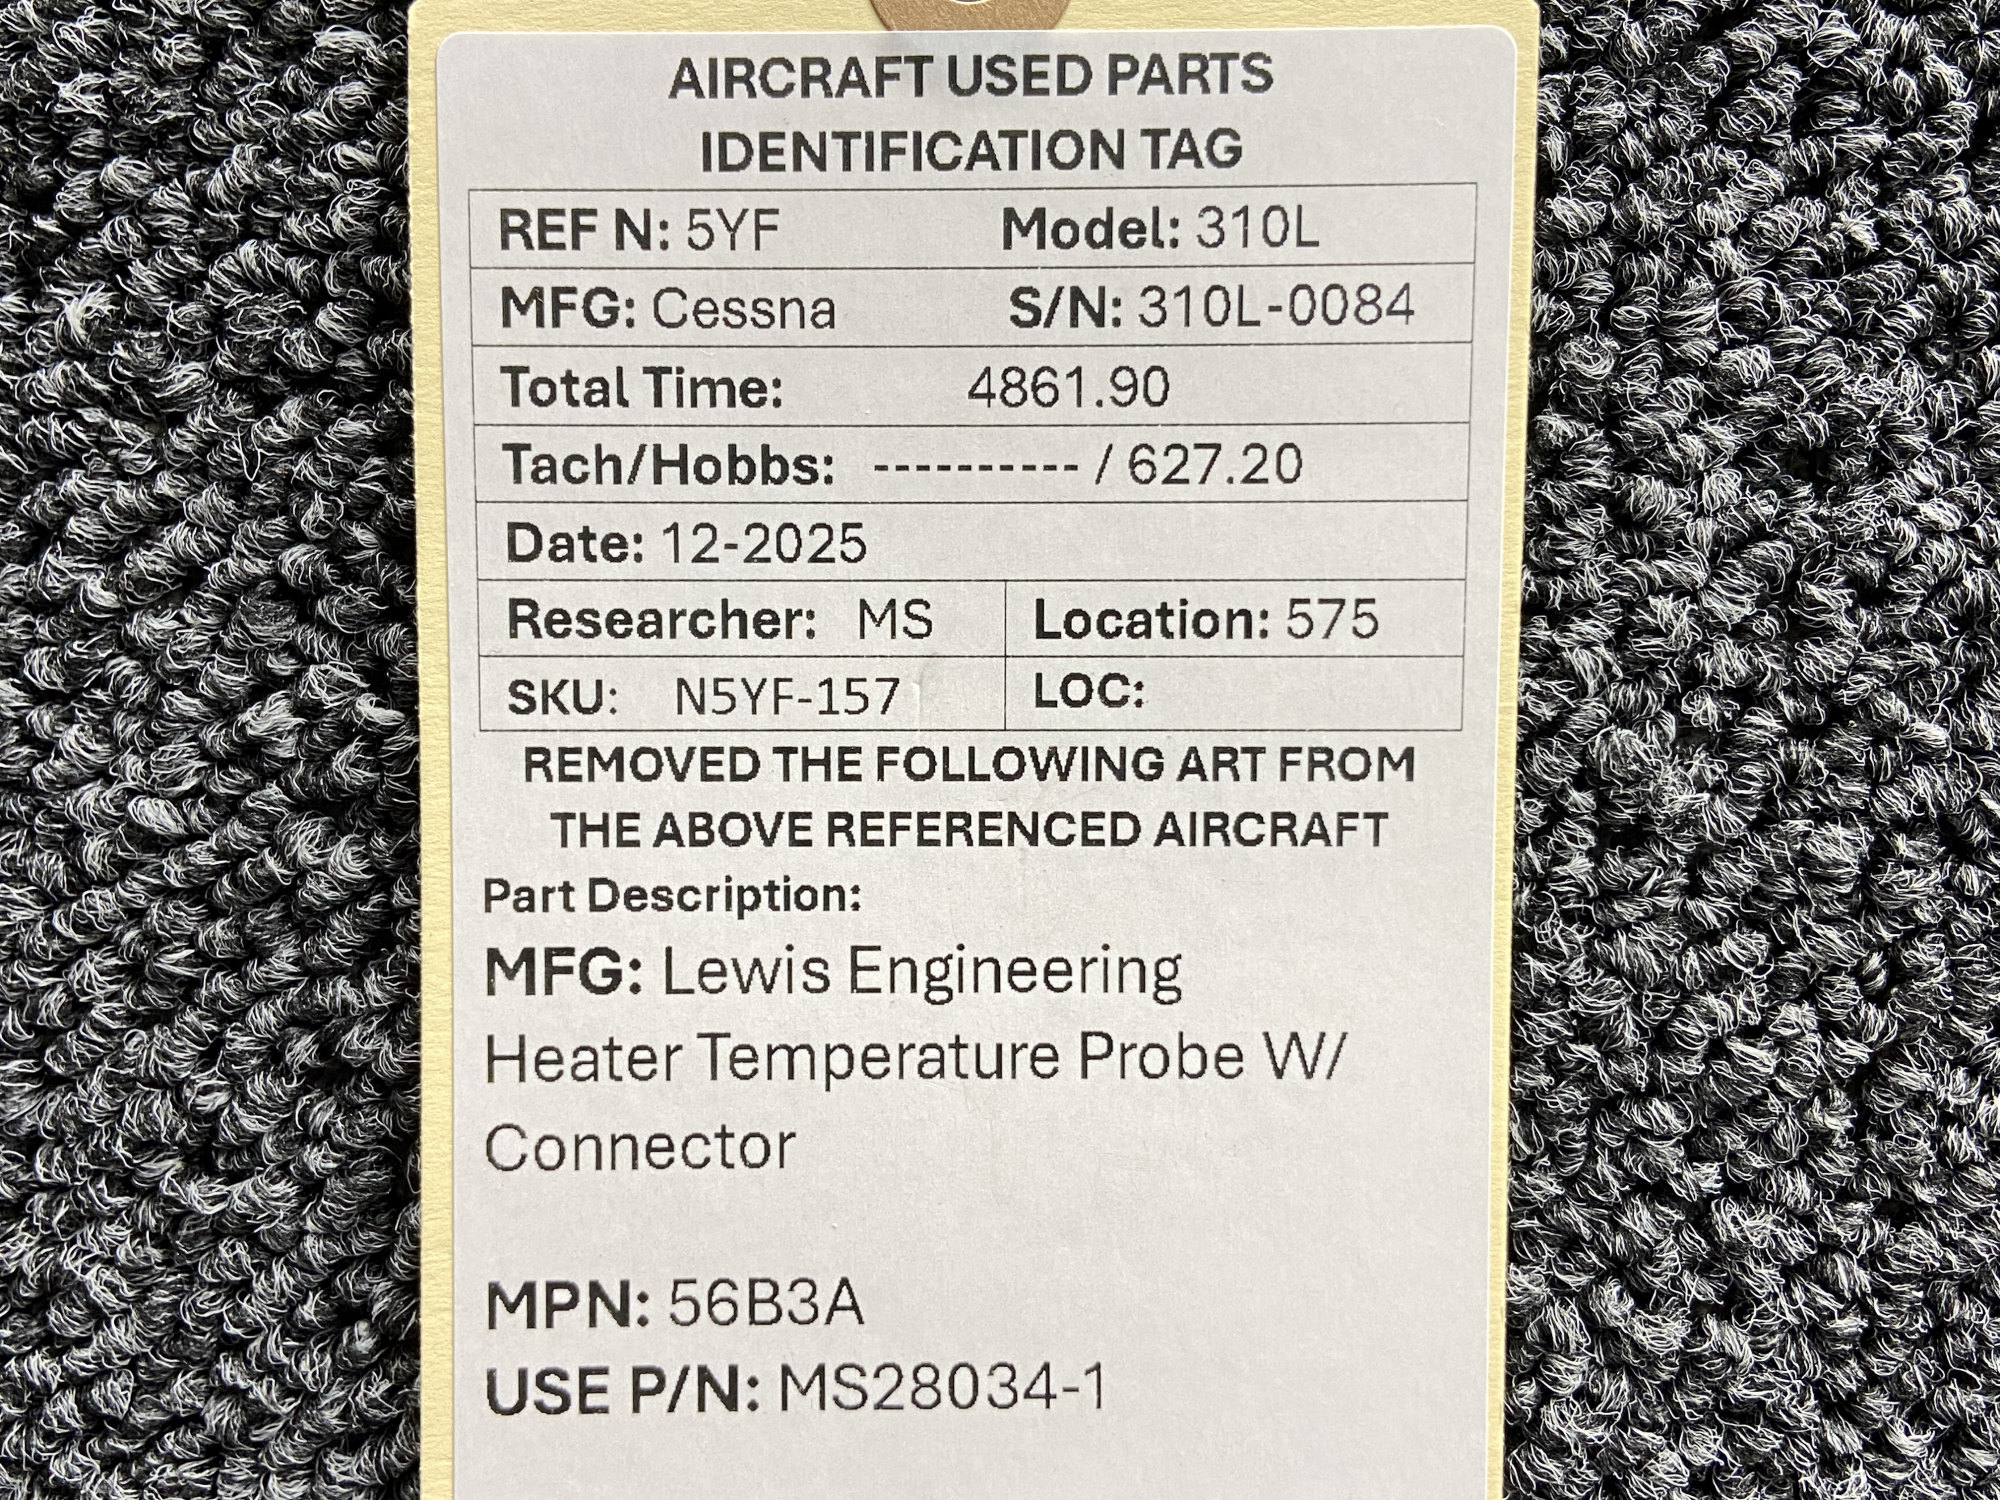 AIRCRAFT USED PARTS
IDENTIFICATION TAG
REF N: 5YF Model: 310L
MFG: Cessna S/N: 310L-0084
Total Time: 4861.90
Tach/Hobbs: ---------- / 627.20
Date: 12-2025
Researcher: MS Location: 575
SKU: N5YF-157 LOC:
REMOVED THE FOLLOWING ART FROM
THE ABOVE REFERENCED AIRCRAFT
Part Description:
MFG: Lewis Engineering
Heater Temperature Probe W/
Connector
MPN: 56B3A
USE P/N: MS28034-1